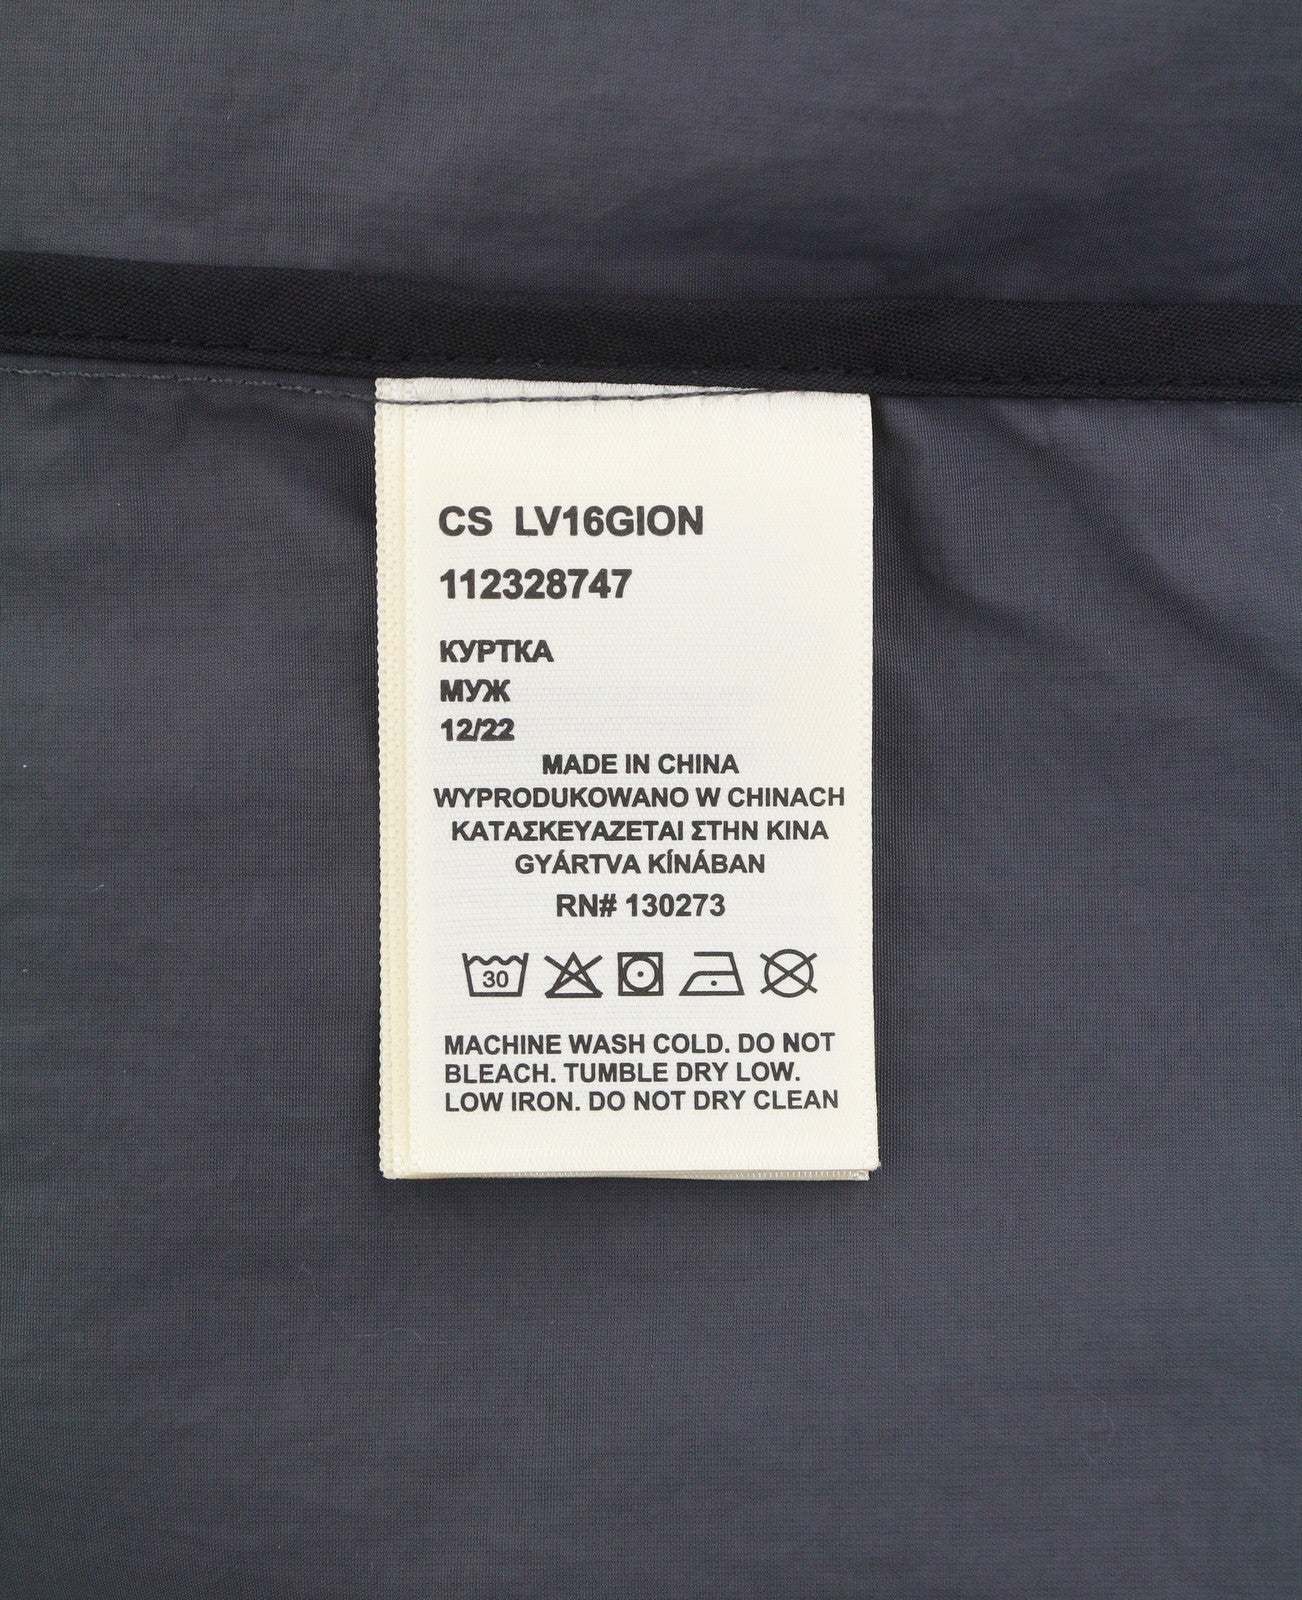 CS LV16GION
112328747
КУРТКА
МУЖ
12/22
MADE IN CHINA
WYPRODUKOWANO W CHINACH
ΚΑΤΑΣΚΕΥΑΖΕΤΑΙ ΣΤΗΝ ΚΙΝΑ
GYÁRTVA KÍNÁBAN
RN# 130273
30
MACHINE WASH COLD. DO NOT
BLEACH. TUMBLE DRY LOW.
LOW IRON. DO NOT DRY CLEAN